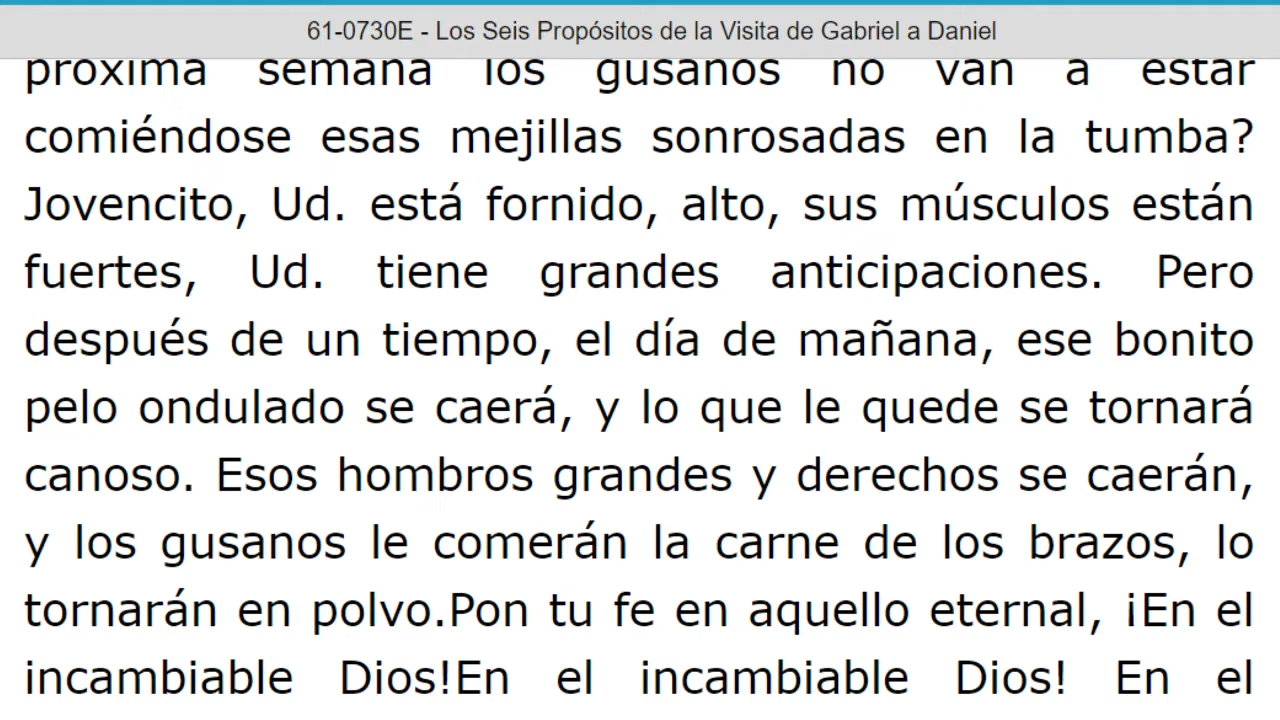 61-0730E - Los Seis Propósitos de la Visita de Gabriel a Daniel
próxima semana los gusanos no van a estar
comiéndose esas mejillas sonrosadas en la tumba?
Jovencito, Ud. está fornido, alto, sus músculos están
fuertes, Ud. tiene grandes anticipaciones. Pero
después de un tiempo, el día de mañana, ese bonito
pelo ondulado se caerá, y lo que le quede se tornará
canoso. Esos hombros grandes y derechos se caerán,
y los gusanos le comerán la carne de los brazos, lo
tornarán en polvo.Pon tu fe en aquello eternal, ¡En el
incambiable Dios!En el incambiable Dios! En el